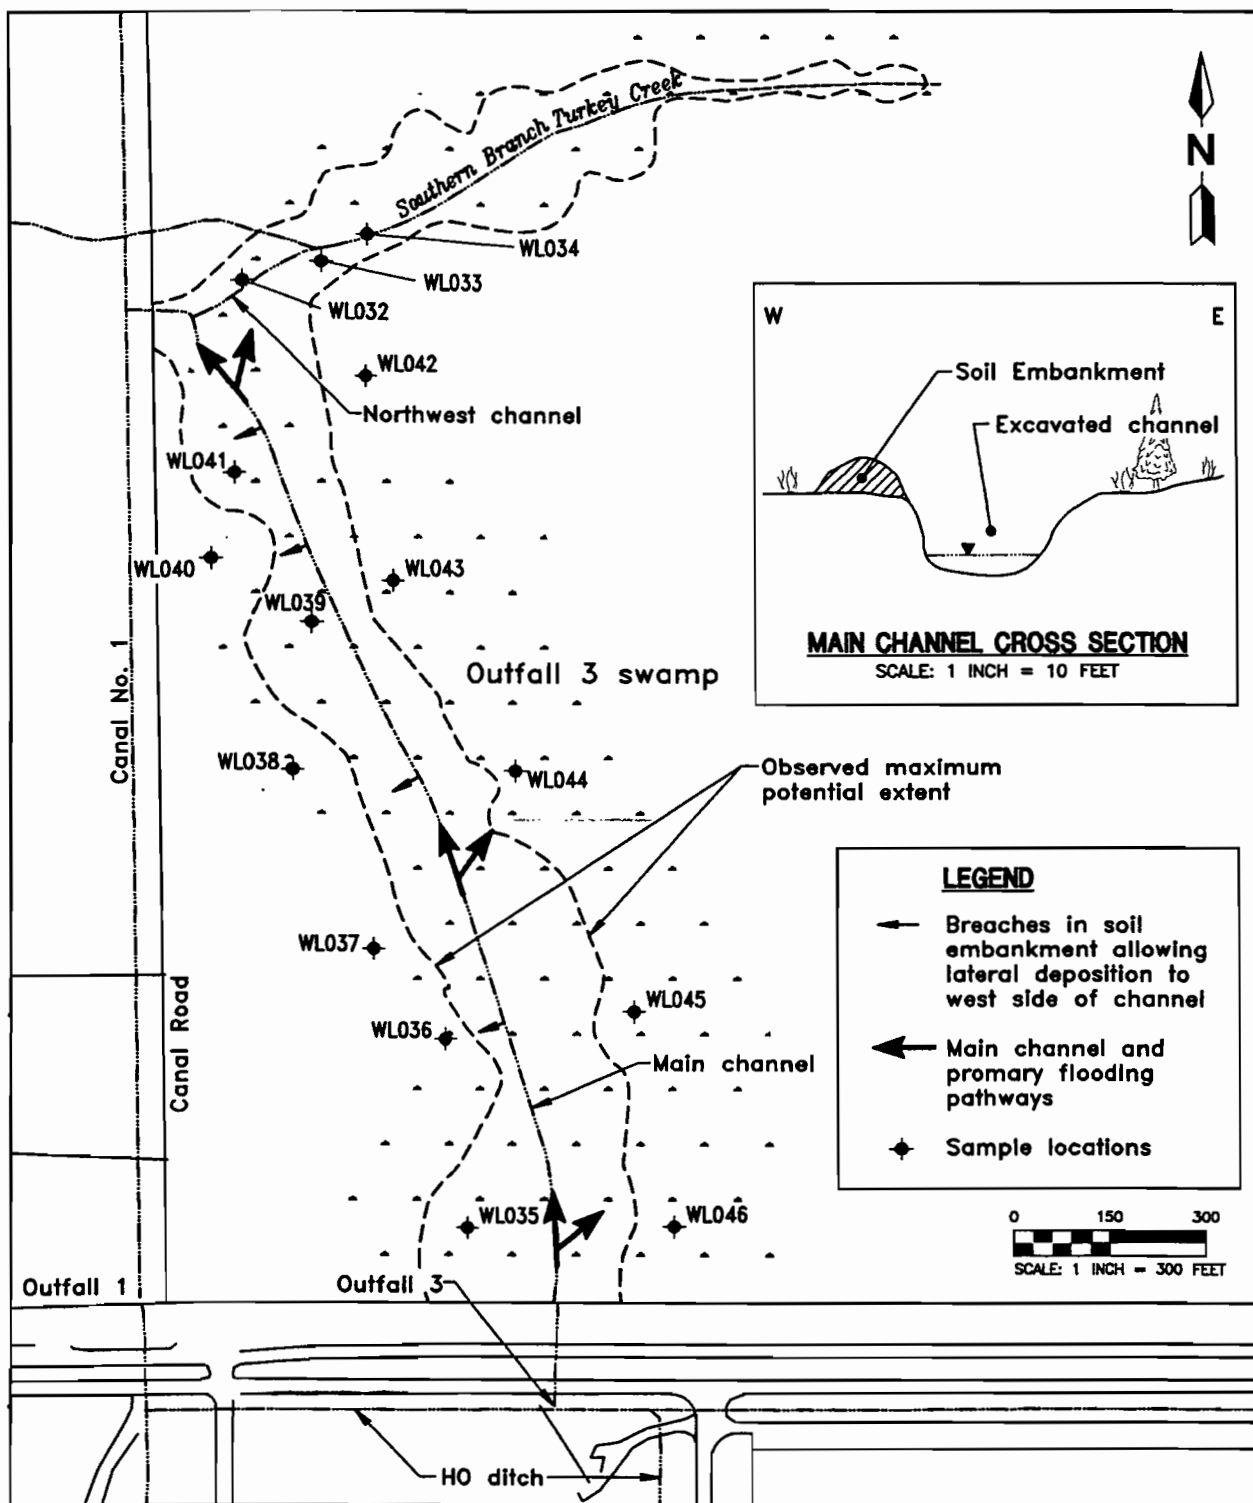 Southern Branch Turkey Creek
N
WL034
WL033
WL032
WL042
Northwest channel
WL041
WL040
WL043
WL039
Outfall 3 swamp
Canal No. 1
WL038
WL044
Observed maximum
potential extent
WL037
WL045
WL036
Main channel
Canal Road
WL035
WL046
Outfall 1
Outfall 3
HO ditch
W
E
Soil Embankment
Excavated channel
MAIN CHANNEL CROSS SECTION
SCALE: 1 INCH = 10 FEET
LEGEND
Breaches in soil
embankment allowing
lateral deposition to
west side of channel
Main channel and
promary flooding
pathways
Sample locations
0 150 300
SCALE: 1 INCH = 300 FEET